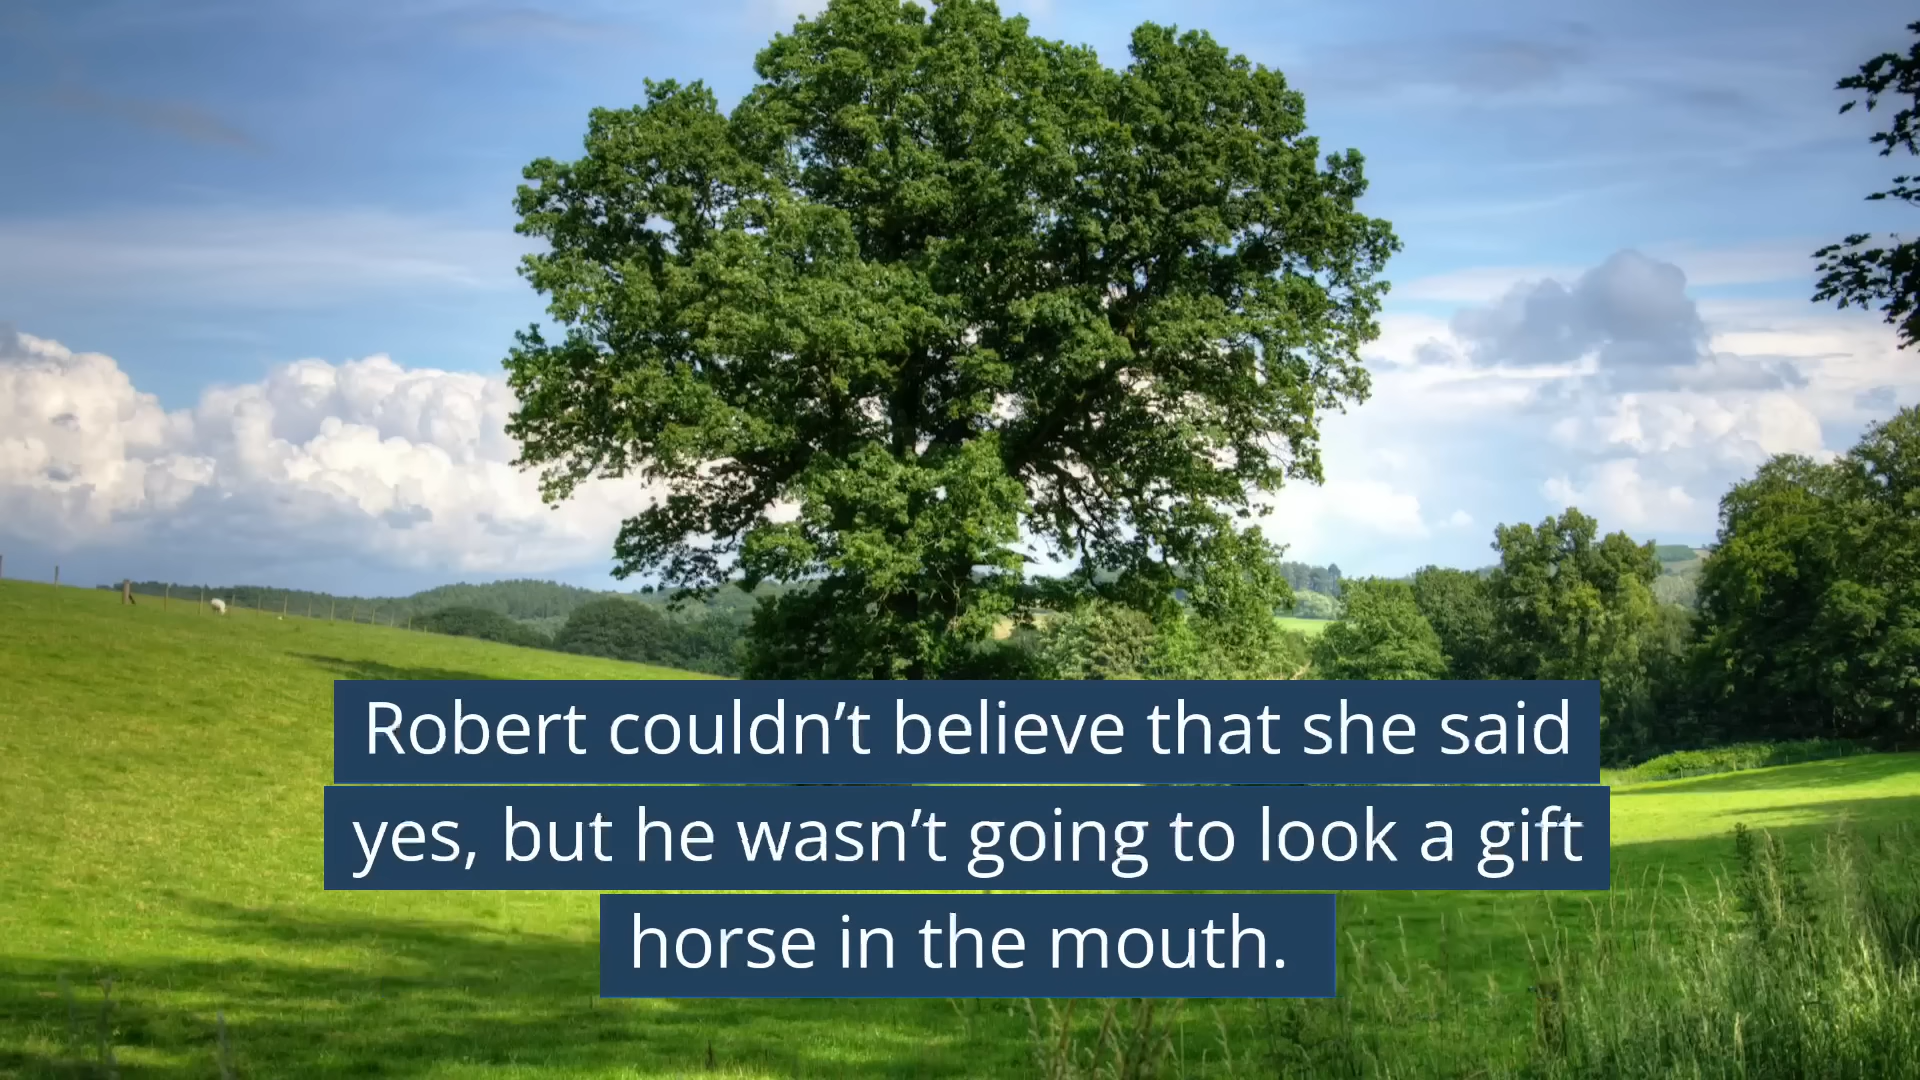 Robert couldn’t believe that she said
yes, but he wasn’t going to look a gift
horse in the mouth.